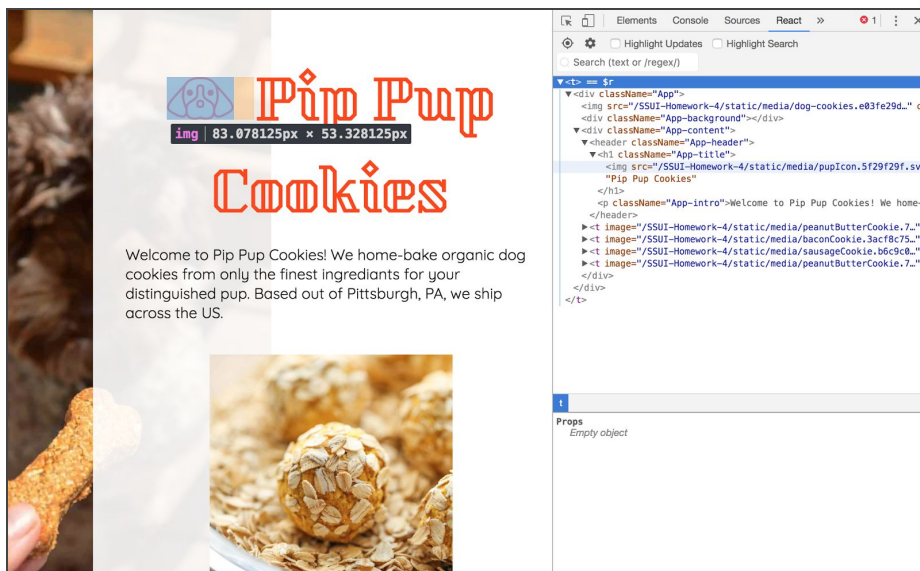 Pip Pup
img 83.078125px × 53.328125px
Cookies
Welcome to Pip Pup Cookies! We home-bake organic dog
cookies from only the finest ingrediants for your
distinguished pup. Based out of Pittsburgh, PA, we ship
across the US.
Elements Console Sources React » 1
Highlight Updates Highlight Search
Search (text or /regex/)
▼<t> == $r
▼<div className="App">
<img src="/SSUI-Homework-4/static/media/dog-cookies.e03fe29d…" c
<div className="App-background"></div>
▼<div className="App-content">
▼<header className="App-header">
▼<h1 className="App-title">
<img src="/SSUI-Homework-4/static/media/pupIcon.5f29f29f.sv
"Pip Pup Cookies"
</h1>
<p className="App-intro">Welcome to Pip Pup Cookies! We home-
</header>
▶<t image="/SSUI-Homework-4/static/media/peanutButterCookie.7…"
▶<t image="/SSUI-Homework-4/static/media/baconCookie.3acf8c75…"
▶<t image="/SSUI-Homework-4/static/media/sausageCookie.b6c9c0…"
▶<t image="/SSUI-Homework-4/static/media/peanutButterCookie.7…"
</div>
</div>
</t>
t
Props
Empty object